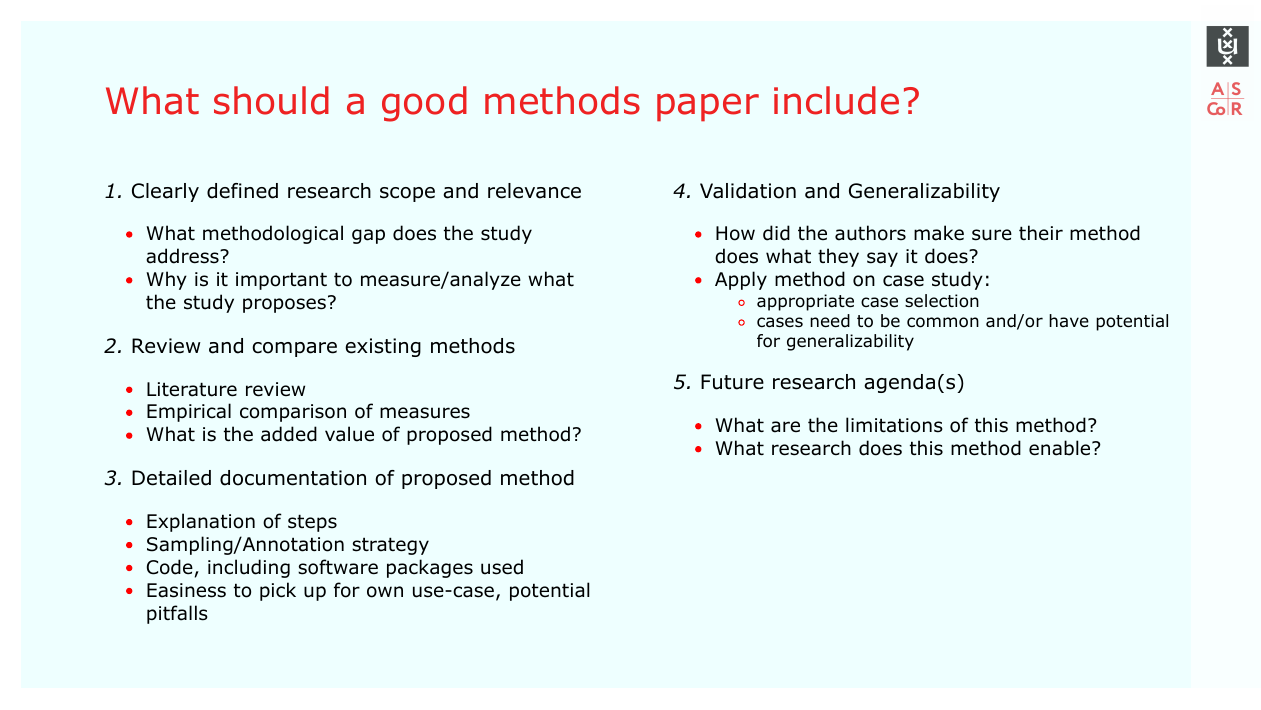 What should a good methods paper include?
1. Clearly defined research scope and relevance
What methodological gap does the study
address?
Why is it important to measure/analyze what
the study proposes?
2. Review and compare existing methods
Literature review
Empirical comparison of measures
What is the added value of proposed method?
3. Detailed documentation of proposed method
Explanation of steps
Sampling/Annotation strategy
Code, including software packages used
Easiness to pick up for own use-case, potential
pitfalls
4. Validation and Generalizability
How did the authors make sure their method
does what they say it does?
Apply method on case study:
appropriate case selection
cases need to be common and/or have potential
for generalizability
5. Future research agenda(s)
What are the limitations of this method?
What research does this method enable?
U
A S
Co R